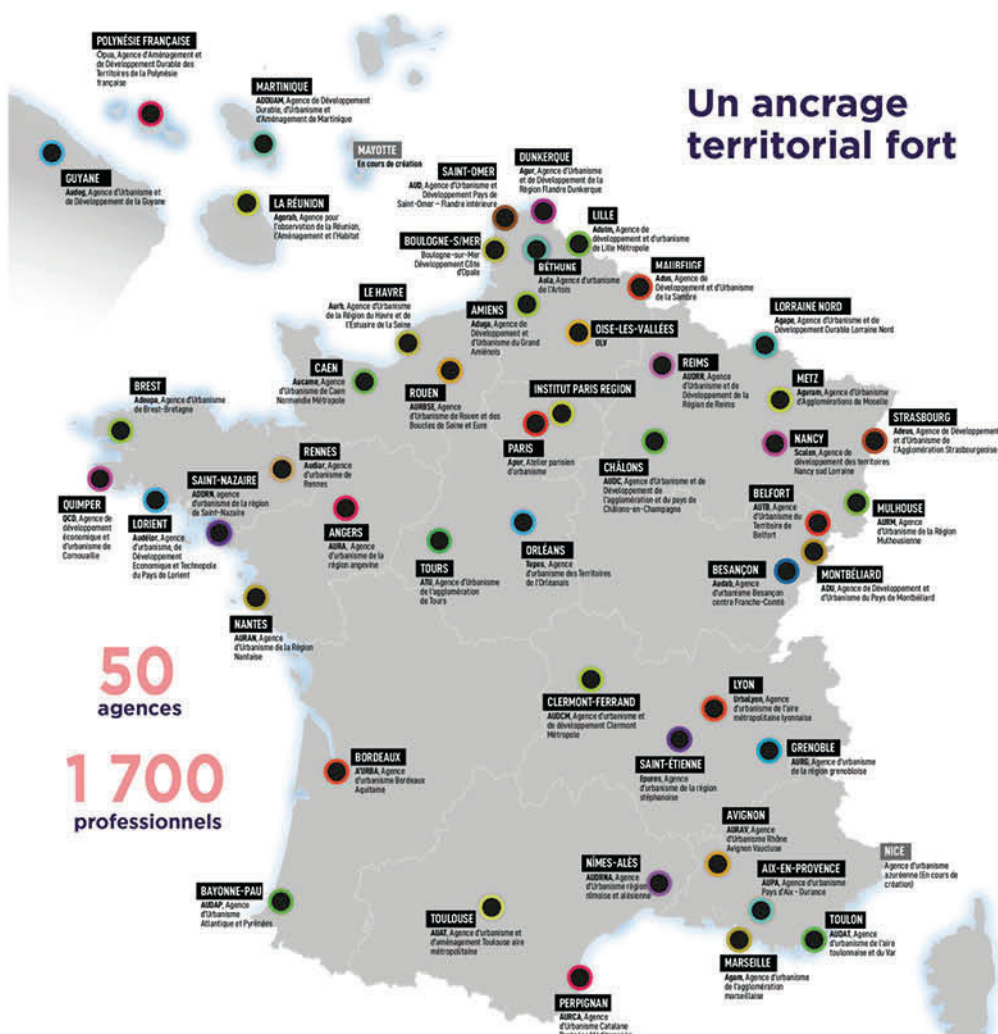 Un ancrage
territorial fort
POLYNÉSIE FRANÇAISE
Opua, Agence d'Aménagement et
de Développement Durable des
Territoires de la Polynésie
française
MARTINIQUE
ADDUAM, Agence de Développement
Durable, d'Urbanisme et
d'Aménagement de Martinique
MAYOTTE
En cours de création
GUYANE
Audeg, Agence d'Urbanisme et
de Développement de la Guyane
LA RÉUNION
Agorah, Agence pour
l'observation de la Réunion,
l'Aménagement et l'Habitat
SAINT-OMER
AUD, Agence d'Urbanisme et
Développement Pays de
Saint-Omer – Flandre intérieure
DUNKERQUE
Agur, Agence d'Urbanisme
et de Développement de la
Région Flandre Dunkerque
LILLE
Adulm, Agence de
développement et d'urbanisme
de Lille Métropole
BOULOGNE-S/MER
Boulogne-sur-Mer
Développement Côte
d'Opale
BÉTHUNE
Aula, Agence d'urbanisme
de l'Artois
MAUBEUGE
Adus, Agence de
Développement et d'Urbanisme
de la Sambre
LE HAVRE
Aurh, Agence d'Urbanisme
de la Région du Havre et de
l'Estuaire de la Seine
AMIENS
Aduga, Agence de
Développement et
d'Urbanisme du Grand
Amiénois
OISE-LES-VALLÉES
OLV
LORRAINE NORD
Agape, Agence d'Urbanisme et de
Développement Durable Lorraine Nord
CAEN
Aucame, Agence
d'Urbanisme de Caen
Normandie Métropole
ROUEN
AURBSE, Agence
d'Urbanisme de Rouen et des
Boucles de Seine et Eure
INSTITUT PARIS REGION
REIMS
AUDRR, Agence
d'Urbanisme et de
Développement de la
Région de Reims
METZ
Aguram, Agence
d'Urbanisme
d'Agglomérations de Moselle
STRASBOURG
Adeus, Agence de Développement
et d'Urbanisme de
l'Agglomération Strasbourgeoise
BREST
Adeupa, Agence d'Urbanisme
de Brest-Bretagne
RENNES
Audiar, Agence
d'urbanisme de
Rennes
PARIS
Apur, Atelier parisien
d'urbanisme
CHÂLONS
AUDC, Agence d'Urbanisme et de
Développement de
l'agglomération et du pays de
Châlons-en-Champagne
NANCY
Scalen, Agence de
développement des territoires
Nancy sud Lorraine
QUIMPER
QCD, Agence de
développement
économique et
d'urbanisme de
Cornouaille
LORIENT
Audélor, Agence
d'urbanisme, de
Développement
Economique et Technopole
du Pays de Lorient
SAINT-NAZAIRE
ADDRN, agence
d'urbanisme de la région
de Saint-Nazaire
ANGERS
AURA, Agence
d'urbanisme de la
région angevine
TOURS
ATU, Agence d'Urbanisme
de l'agglomération
de Tours
ORLÉANS
Topos, Agence
d'urbanisme des Territoires
de l'Orléanais
BELFORT
AUTB, Agence
d'Urbanisme du
Territoire de
Belfort
MULHOUSE
AURM, Agence
d'Urbanisme de la Région
Mulhousienne
BESANÇON
Audab, Agence
d'urbanisme Besançon
centre Franche-Comté
MONTBÉLIARD
ADU, Agence de Développement et
d'Urbanisme du Pays de Montbéliard
NANTES
AURAN, Agence
d'Urbanisme de la Région
Nantaise
50
agences
1 700
professionnels
CLERMONT-FERRAND
AUDCM, Agence d'urbanisme et
de développement Clermont
Métropole
LYON
UrbaLyon, Agence
d'urbanisme de l'aire
métropolitaine lyonnaise
SAINT-ÉTIENNE
Epures, Agence
d'urbanisme de la région
stéphanoise
GRENOBLE
AURG, Agence d'urbanisme
de la région grenobloise
BORDEAUX
A'URBA, Agence
d'urbanisme Bordeaux
Aquitaine
AVIGNON
AURAV, Agence
d'Urbanisme Rhône
Avignon Vaucluse
NICE
Agence d'urbanisme
azuréenne (En cours de
création)
NÎMES-ALÈS
AUDRNA, Agence
d'Urbanisme région
nîmoise et alésienne
AIX-EN-PROVENCE
AUPA, Agence d'urbanisme
Pays d'Aix - Durance
BAYONNE-PAU
AUDAP, Agence
d'Urbanisme
Atlantique et Pyrénées
TOULOUSE
AUAT, Agence d'urbanisme et
d'aménagement Toulouse aire
métropolitaine
TOULON
AUDAT, Agence
d'urbanisme de l'aire
toulonnaise et du Var
MARSEILLE
Agam, Agence d'urbanisme
de l'agglomération
marseillaise
PERPIGNAN
AURCA, Agence
d'Urbanisme Catalane